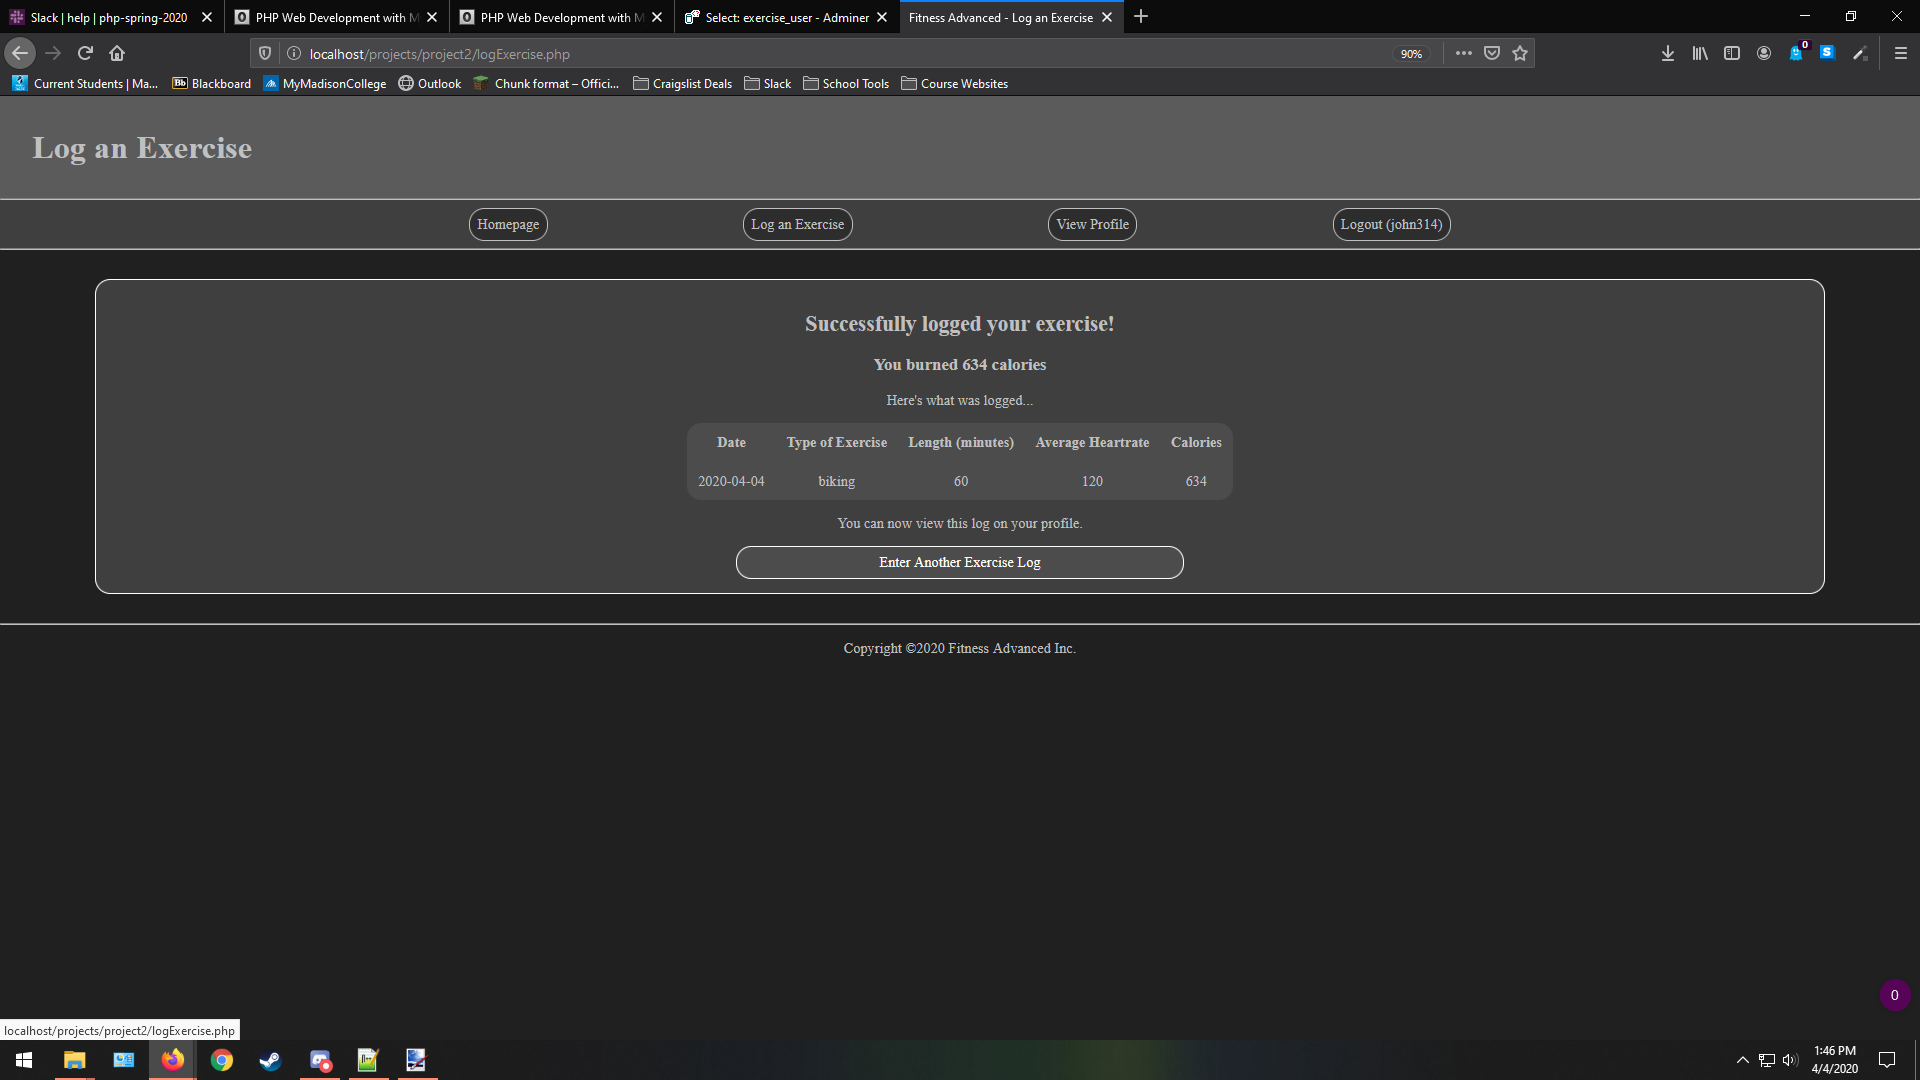 Slack | help | php-spring-2020
PHP Web Development with M
PHP Web Development with M
Select: exercise_user - Adminer
Fitness Advanced - Log an Exercise
localhost/projects/project2/logExercise.php
90%
0
S
Current Students | Ma...
Bb Blackboard
MyMadisonCollege
Outlook
Chunk format – Offici...
Craigslist Deals
Slack
School Tools
Course Websites
Log an Exercise
Homepage
Log an Exercise
View Profile
Logout (john314)
Successfully logged your exercise!
You burned 634 calories
Here's what was logged...
Date Type of Exercise Length (minutes) Average Heartrate Calories
2020-04-04 biking 60 120 634
You can now view this log on your profile.
Enter Another Exercise Log
Copyright ©2020 Fitness Advanced Inc.
0
localhost/projects/project2/logExercise.php
1:46 PM
4/4/2020